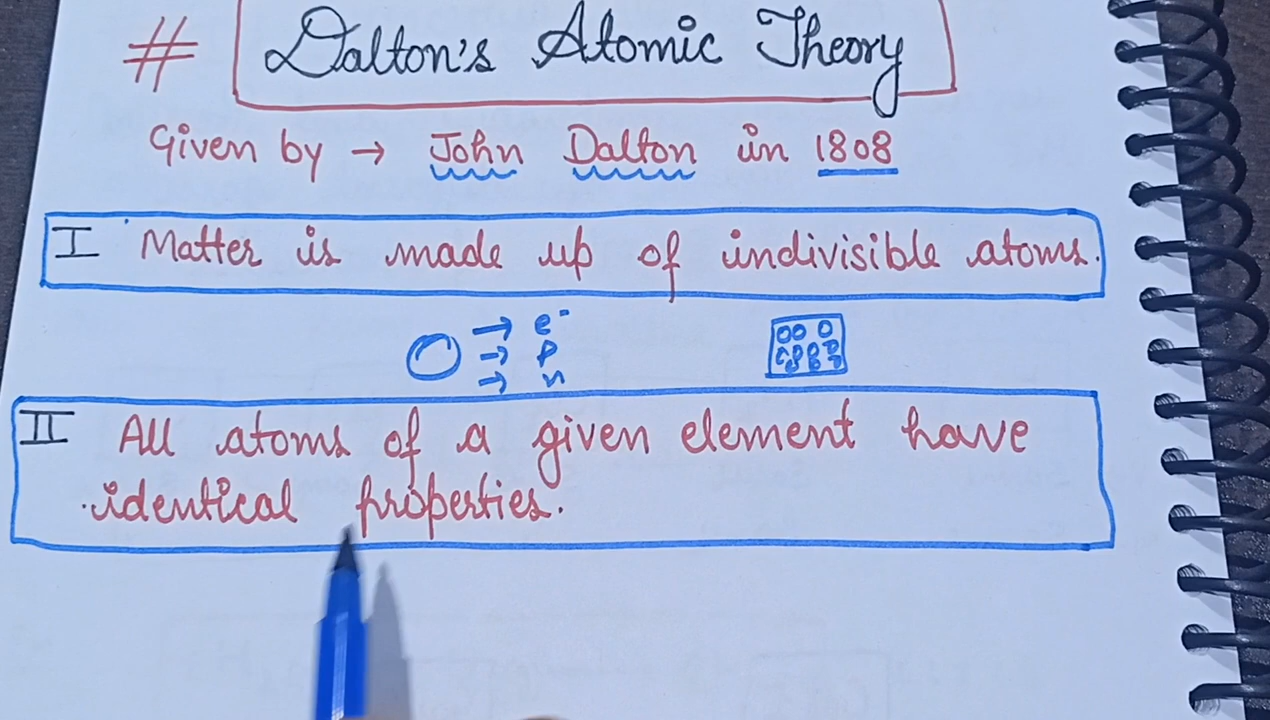 # Dalton's Atomic Theory
Given by → John Dalton in 1808
I Matter is made up of indivisible atoms.
→ e⁻
→ p
→ n
II All atoms of a given element have
identical properties.